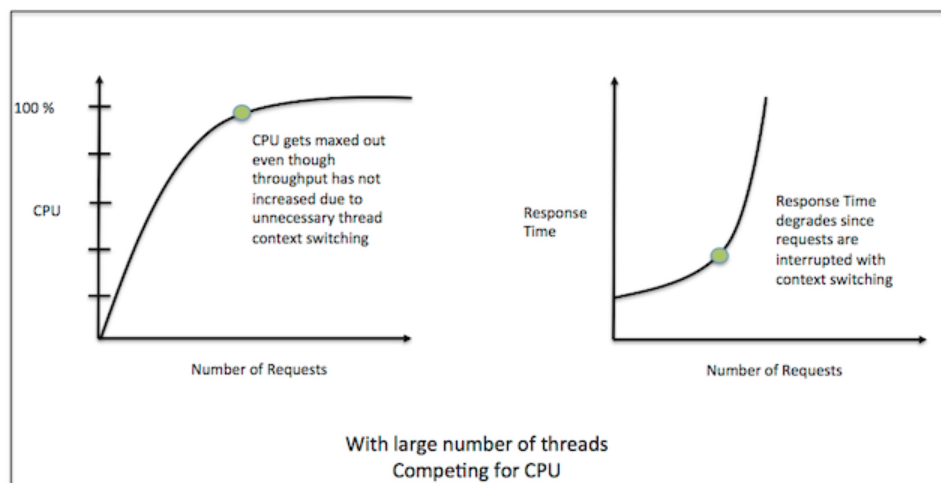 100 %
CPU
CPU gets maxed out
even though
throughput has not
increased due to
unnecessary thread
context switching
Number of Requests
Response
Time
Response Time
degrades since
requests are
interrupted with
context switching
Number of Requests
With large number of threads
Competing for CPU